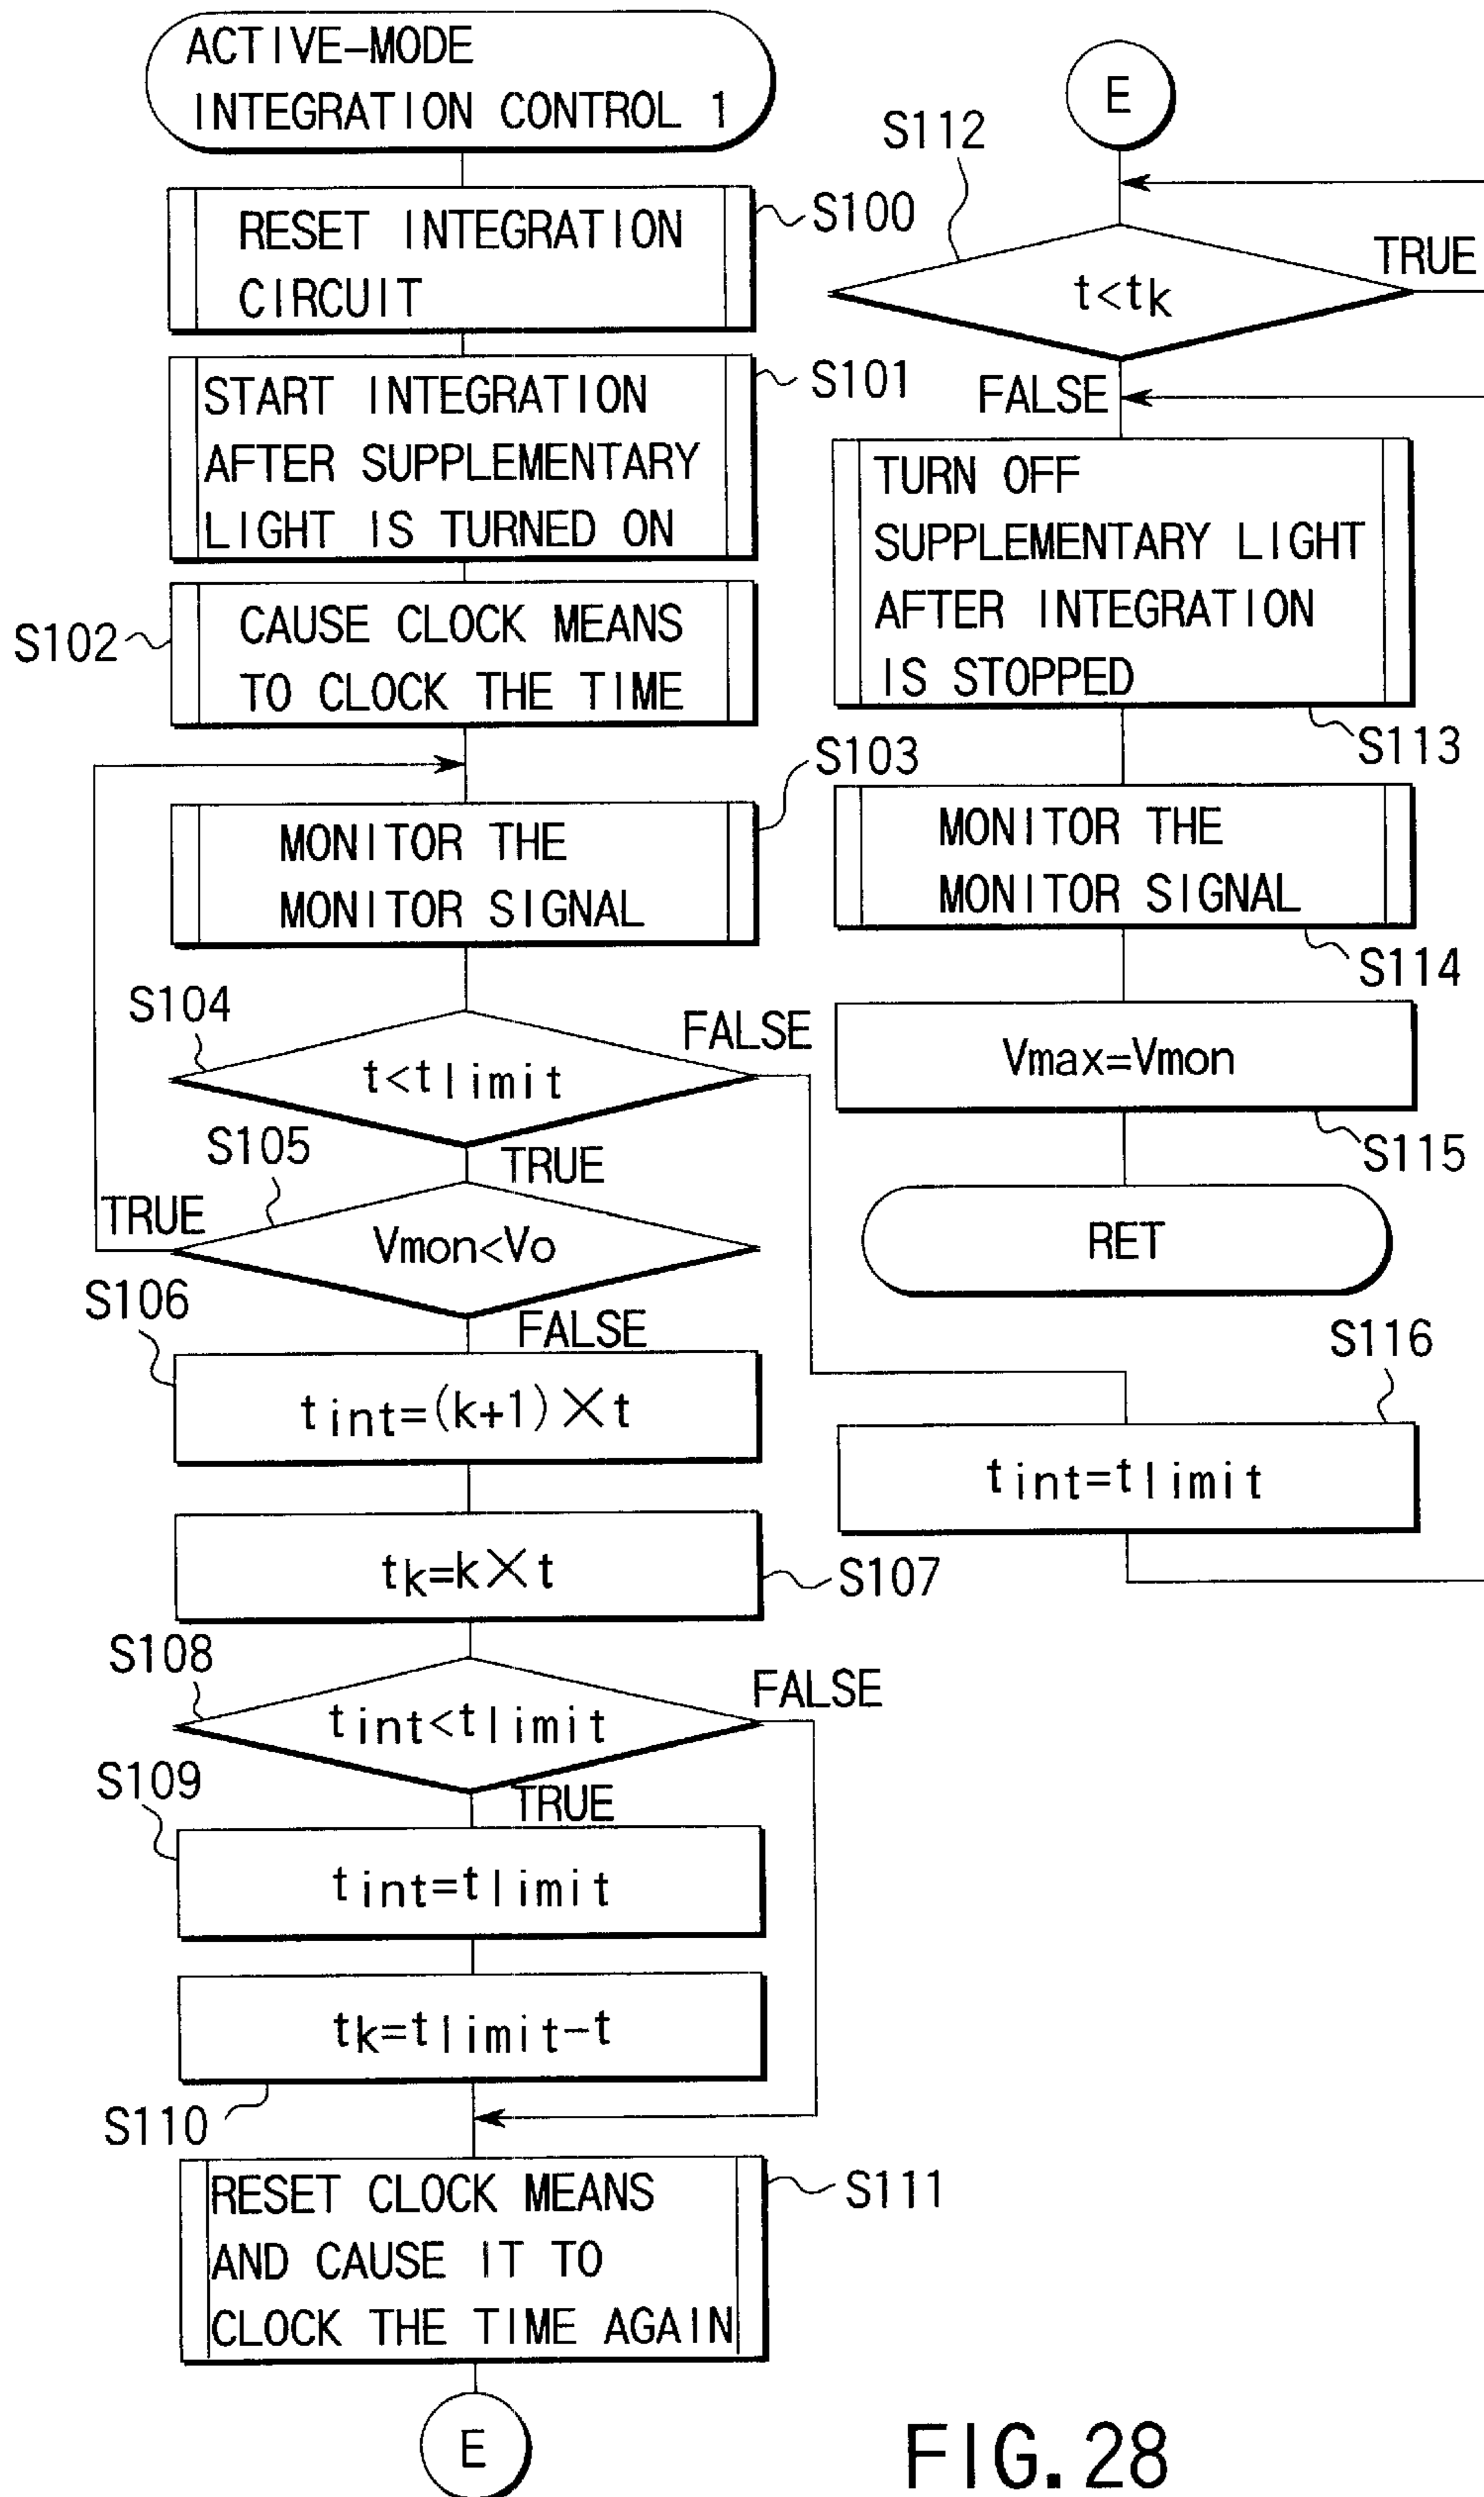 ACTIVE-MODE
INTEGRATION CONTROL 1
RESET INTEGRATION
CIRCUIT
S100
START INTEGRATION
AFTER SUPPLEMENTARY
LIGHT IS TURNED ON
S101
CAUSE CLOCK MEANS
TO CLOCK THE TIME
S102
MONITOR THE
MONITOR SIGNAL
S103
S104
t<tlimit
FALSE
TRUE
S105
Vmon<Vo
TRUE
FALSE
S106
tint=(k+1)×t
tk=k×t
S107
S108
tint<tlimit
FALSE
TRUE
S109
tint=tlimit
tk=tlimit-t
S110
RESET CLOCK MEANS
AND CAUSE IT TO
CLOCK THE TIME AGAIN
S111
E
E
S112
t<tk
TRUE
FALSE
TURN OFF
SUPPLEMENTARY LIGHT
AFTER INTEGRATION
IS STOPPED
S113
MONITOR THE
MONITOR SIGNAL
S114
Vmax=Vmon
S115
RET
S116
tint=tlimit
FIG. 28